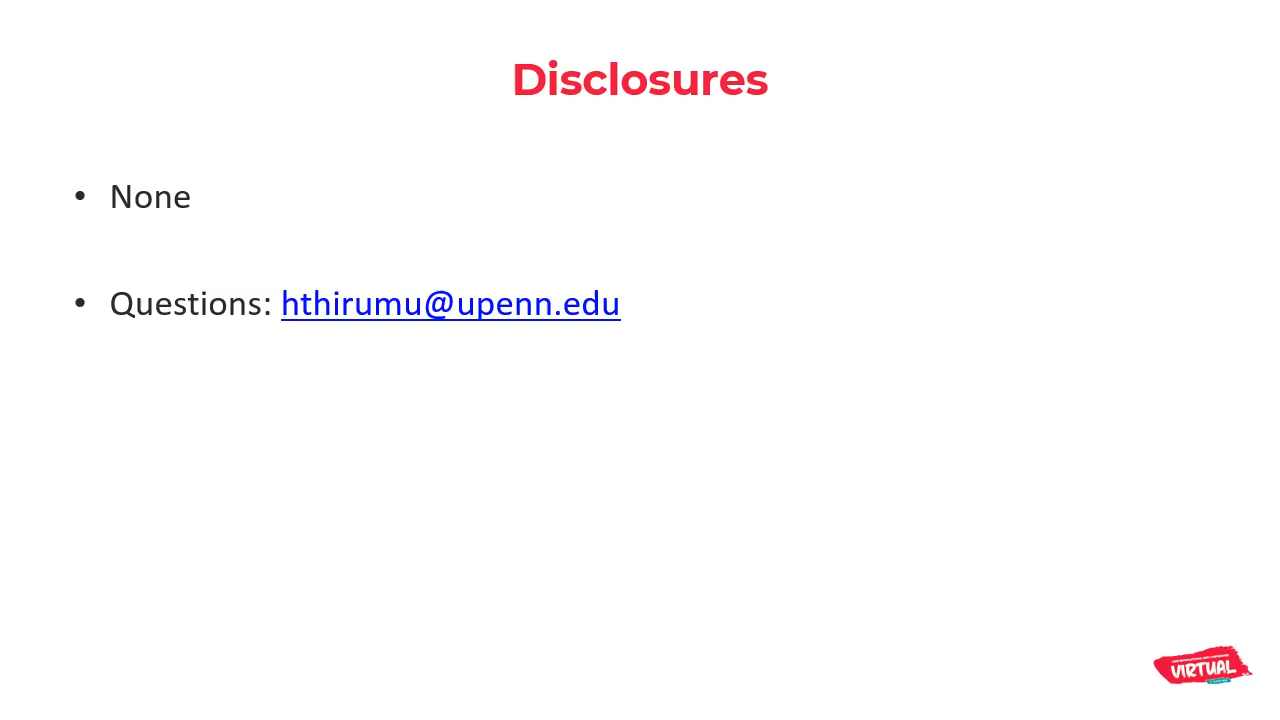 Disclosures
• None
• Questions: hthirumu@upenn.edu
VIRTUAL